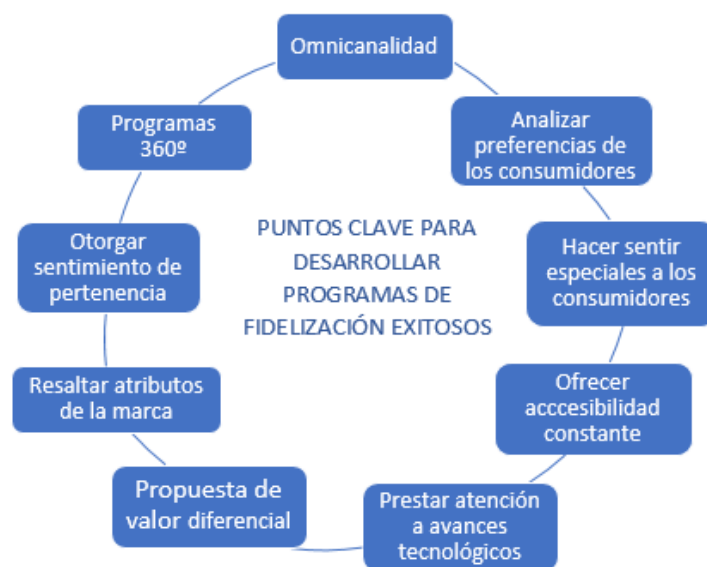 Omnicanalidad
Analizar
preferencias de
los consumidores
Hacer sentir
especiales a los
consumidores
Ofrecer
acccesibilidad
constante
Prestar atención
a avances
tecnológicos
Propuesta de
valor diferencial
Resaltar atributos
de la marca
Otorgar
sentimiento de
pertenencia
Programas
360º
PUNTOS CLAVE PARA
DESARROLLAR
PROGRAMAS DE
FIDELIZACIÓN EXITOSOS